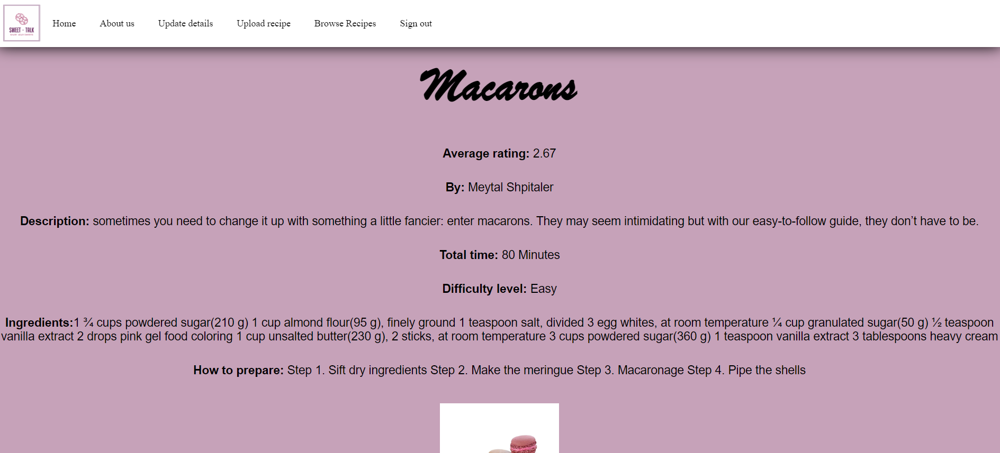 SWEET - TALK
Home About us Update details Upload recipe Browse Recipes Sign out
Macarons
Average rating: 2.67
By: Meytal Shpitaler
Description: sometimes you need to change it up with something a little fancier: enter macarons. They may seem intimidating but with our easy-to-follow guide, they don’t have to be.
Total time: 80 Minutes
Difficulty level: Easy
Ingredients:1 ¾ cups powdered sugar(210 g) 1 cup almond flour(95 g), finely ground 1 teaspoon salt, divided 3 egg whites, at room temperature ¼ cup granulated sugar(50 g) ½ teaspoon
vanilla extract 2 drops pink gel food coloring 1 cup unsalted butter(230 g), 2 sticks, at room temperature 3 cups powdered sugar(360 g) 1 teaspoon vanilla extract 3 tablespoons heavy cream
How to prepare: Step 1. Sift dry ingredients Step 2. Make the meringue Step 3. Macaronage Step 4. Pipe the shells